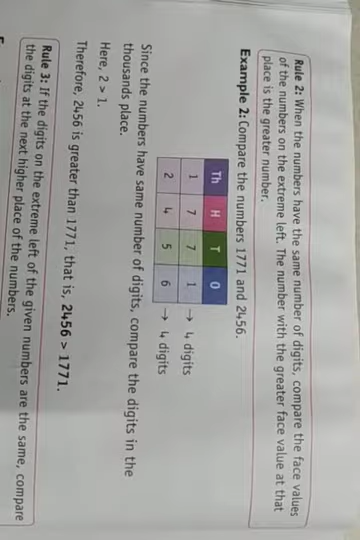 Rule 2: When the numbers have the same number of digits, compare the face values
of the numbers on the extreme left. The number with the greater face value at that
place is the greater number.
Example 2: Compare the numbers 1771 and 2456.
Th H T O
1 7 7 1 → 4 digits
2 4 5 6 → 4 digits
Since the numbers have same number of digits, compare the digits in the
thousands place.
Here, 2 > 1.
Therefore, 2456 is greater than 1771, that is, 2456 > 1771.
Rule 3: If the digits on the extreme left of the given numbers are the same, compare
the digits at the next higher place of the numbers.